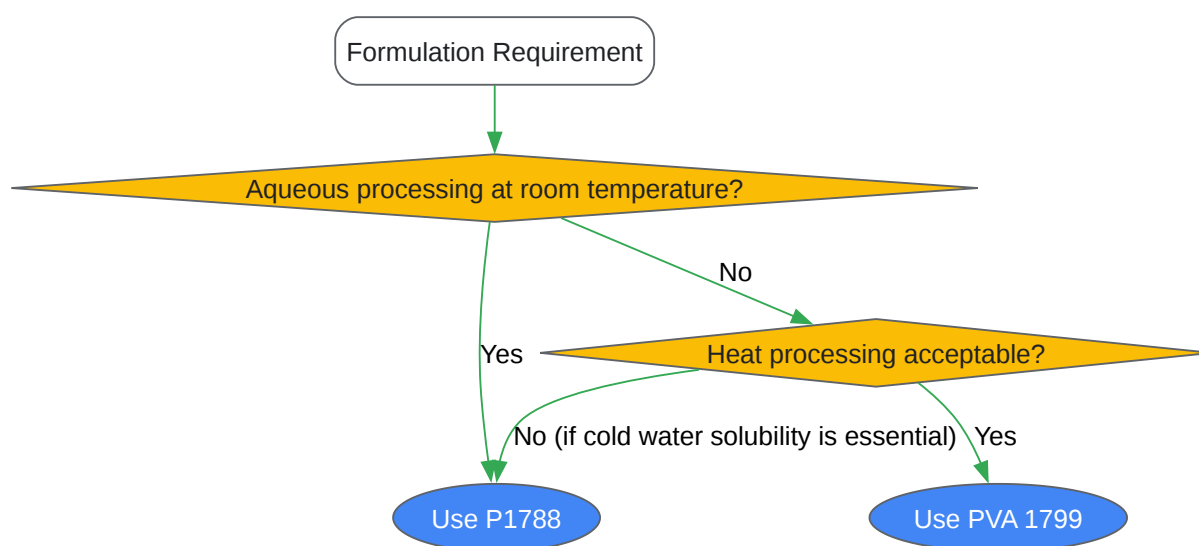 Formulation Requirement
Aqueous processing at room temperature?
No
Yes
Heat processing acceptable?
No (if cold water solubility is essential)
Yes
Use P1788
Use PVA 1799